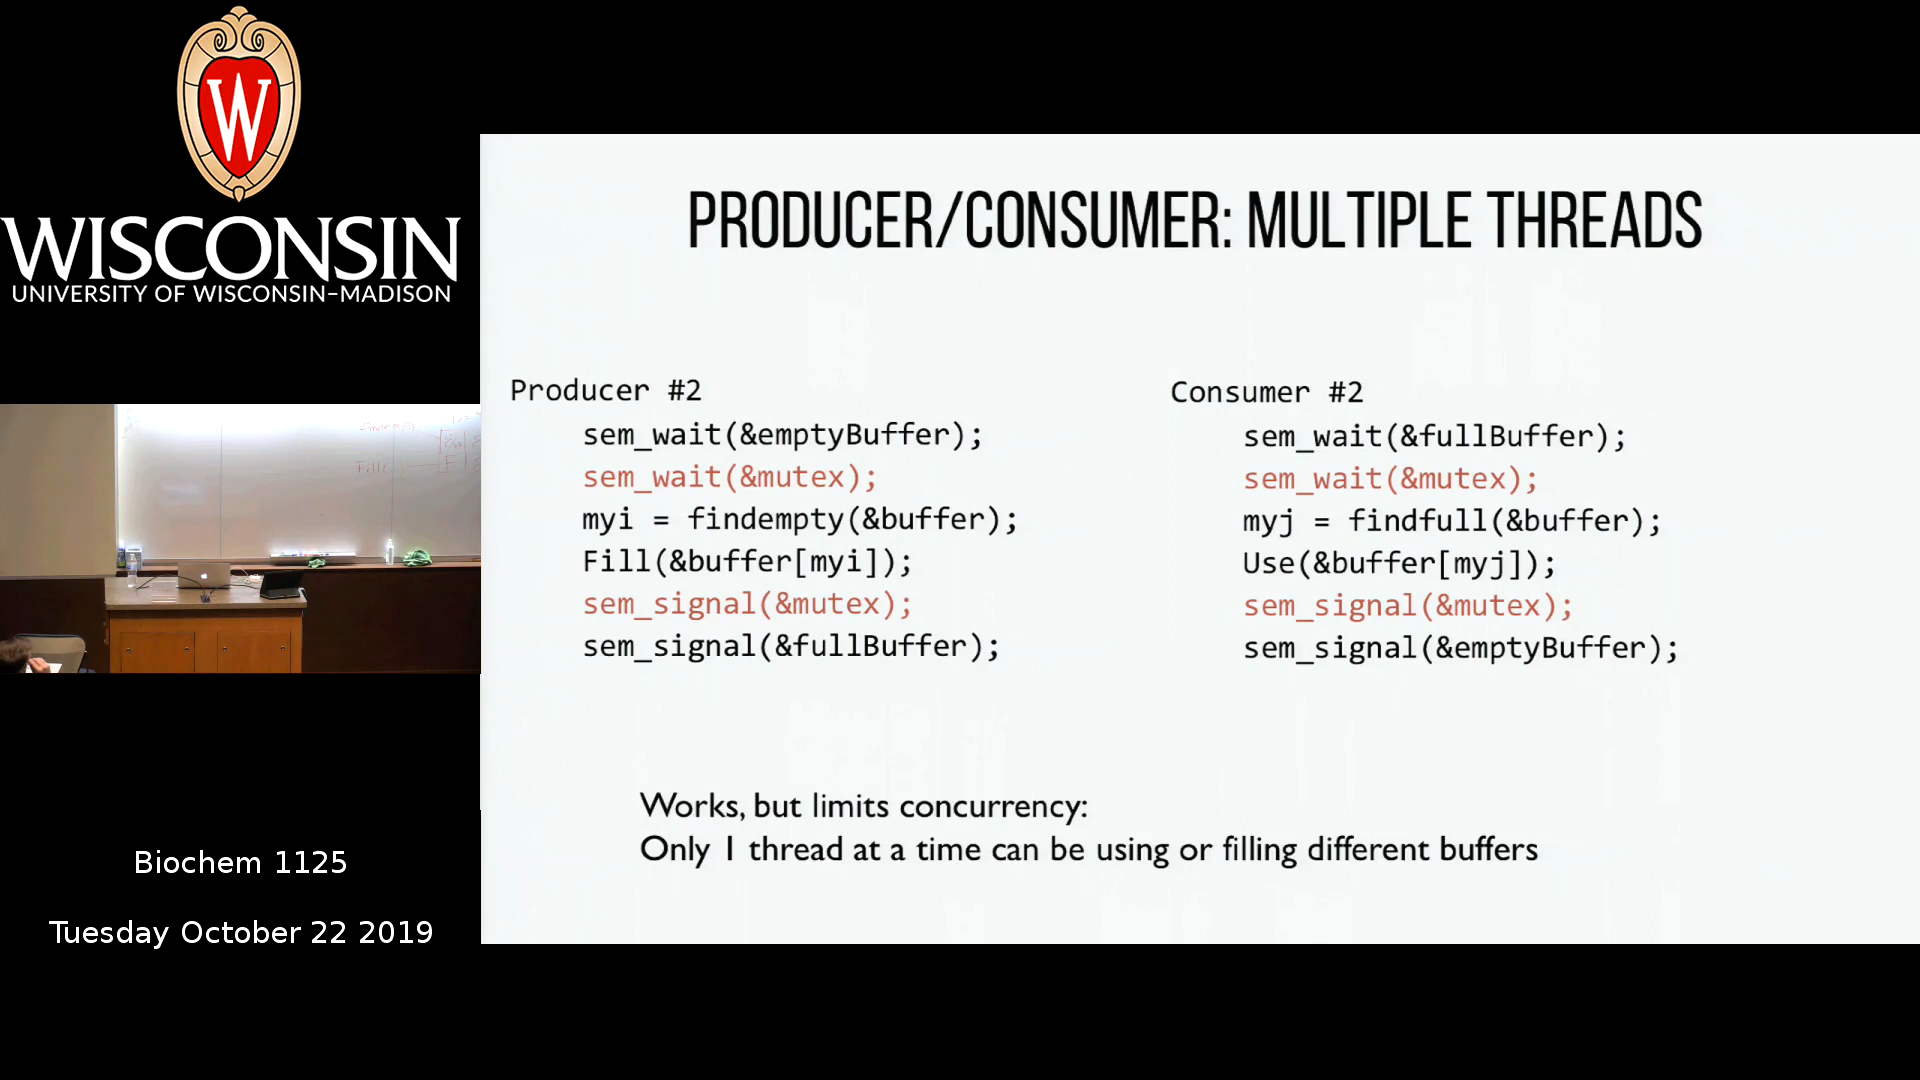 W
WISCONSIN
UNIVERSITY OF WISCONSIN-MADISON
PRODUCER/CONSUMER: MULTIPLE THREADS
Producer #2
sem_wait(&emptyBuffer);
sem_wait(&mutex);
myi = findempty(&buffer);
Fill(&buffer[myi]);
sem_signal(&mutex);
sem_signal(&fullBuffer);
Consumer #2
sem_wait(&fullBuffer);
sem_wait(&mutex);
myj = findfull(&buffer);
Use(&buffer[myj]);
sem_signal(&mutex);
sem_signal(&emptyBuffer);
Works, but limits concurrency:
Only 1 thread at a time can be using or filling different buffers
Biochem 1125
Tuesday October 22 2019